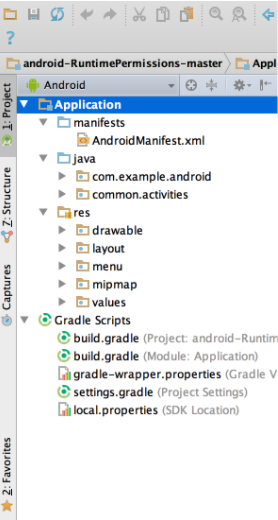 ?
android-RuntimePermissions-master Appl
Android
Application
manifests
AndroidManifest.xml
java
com.example.android
common.activities
res
drawable
layout
menu
mipmap
values
Gradle Scripts
build.gradle (Project: android-Runtim
build.gradle (Module: Application)
gradle-wrapper.properties (Gradle V
settings.gradle (Project Settings)
local.properties (SDK Location)
1: Project
Z: Structure
Captures
2: Favorites